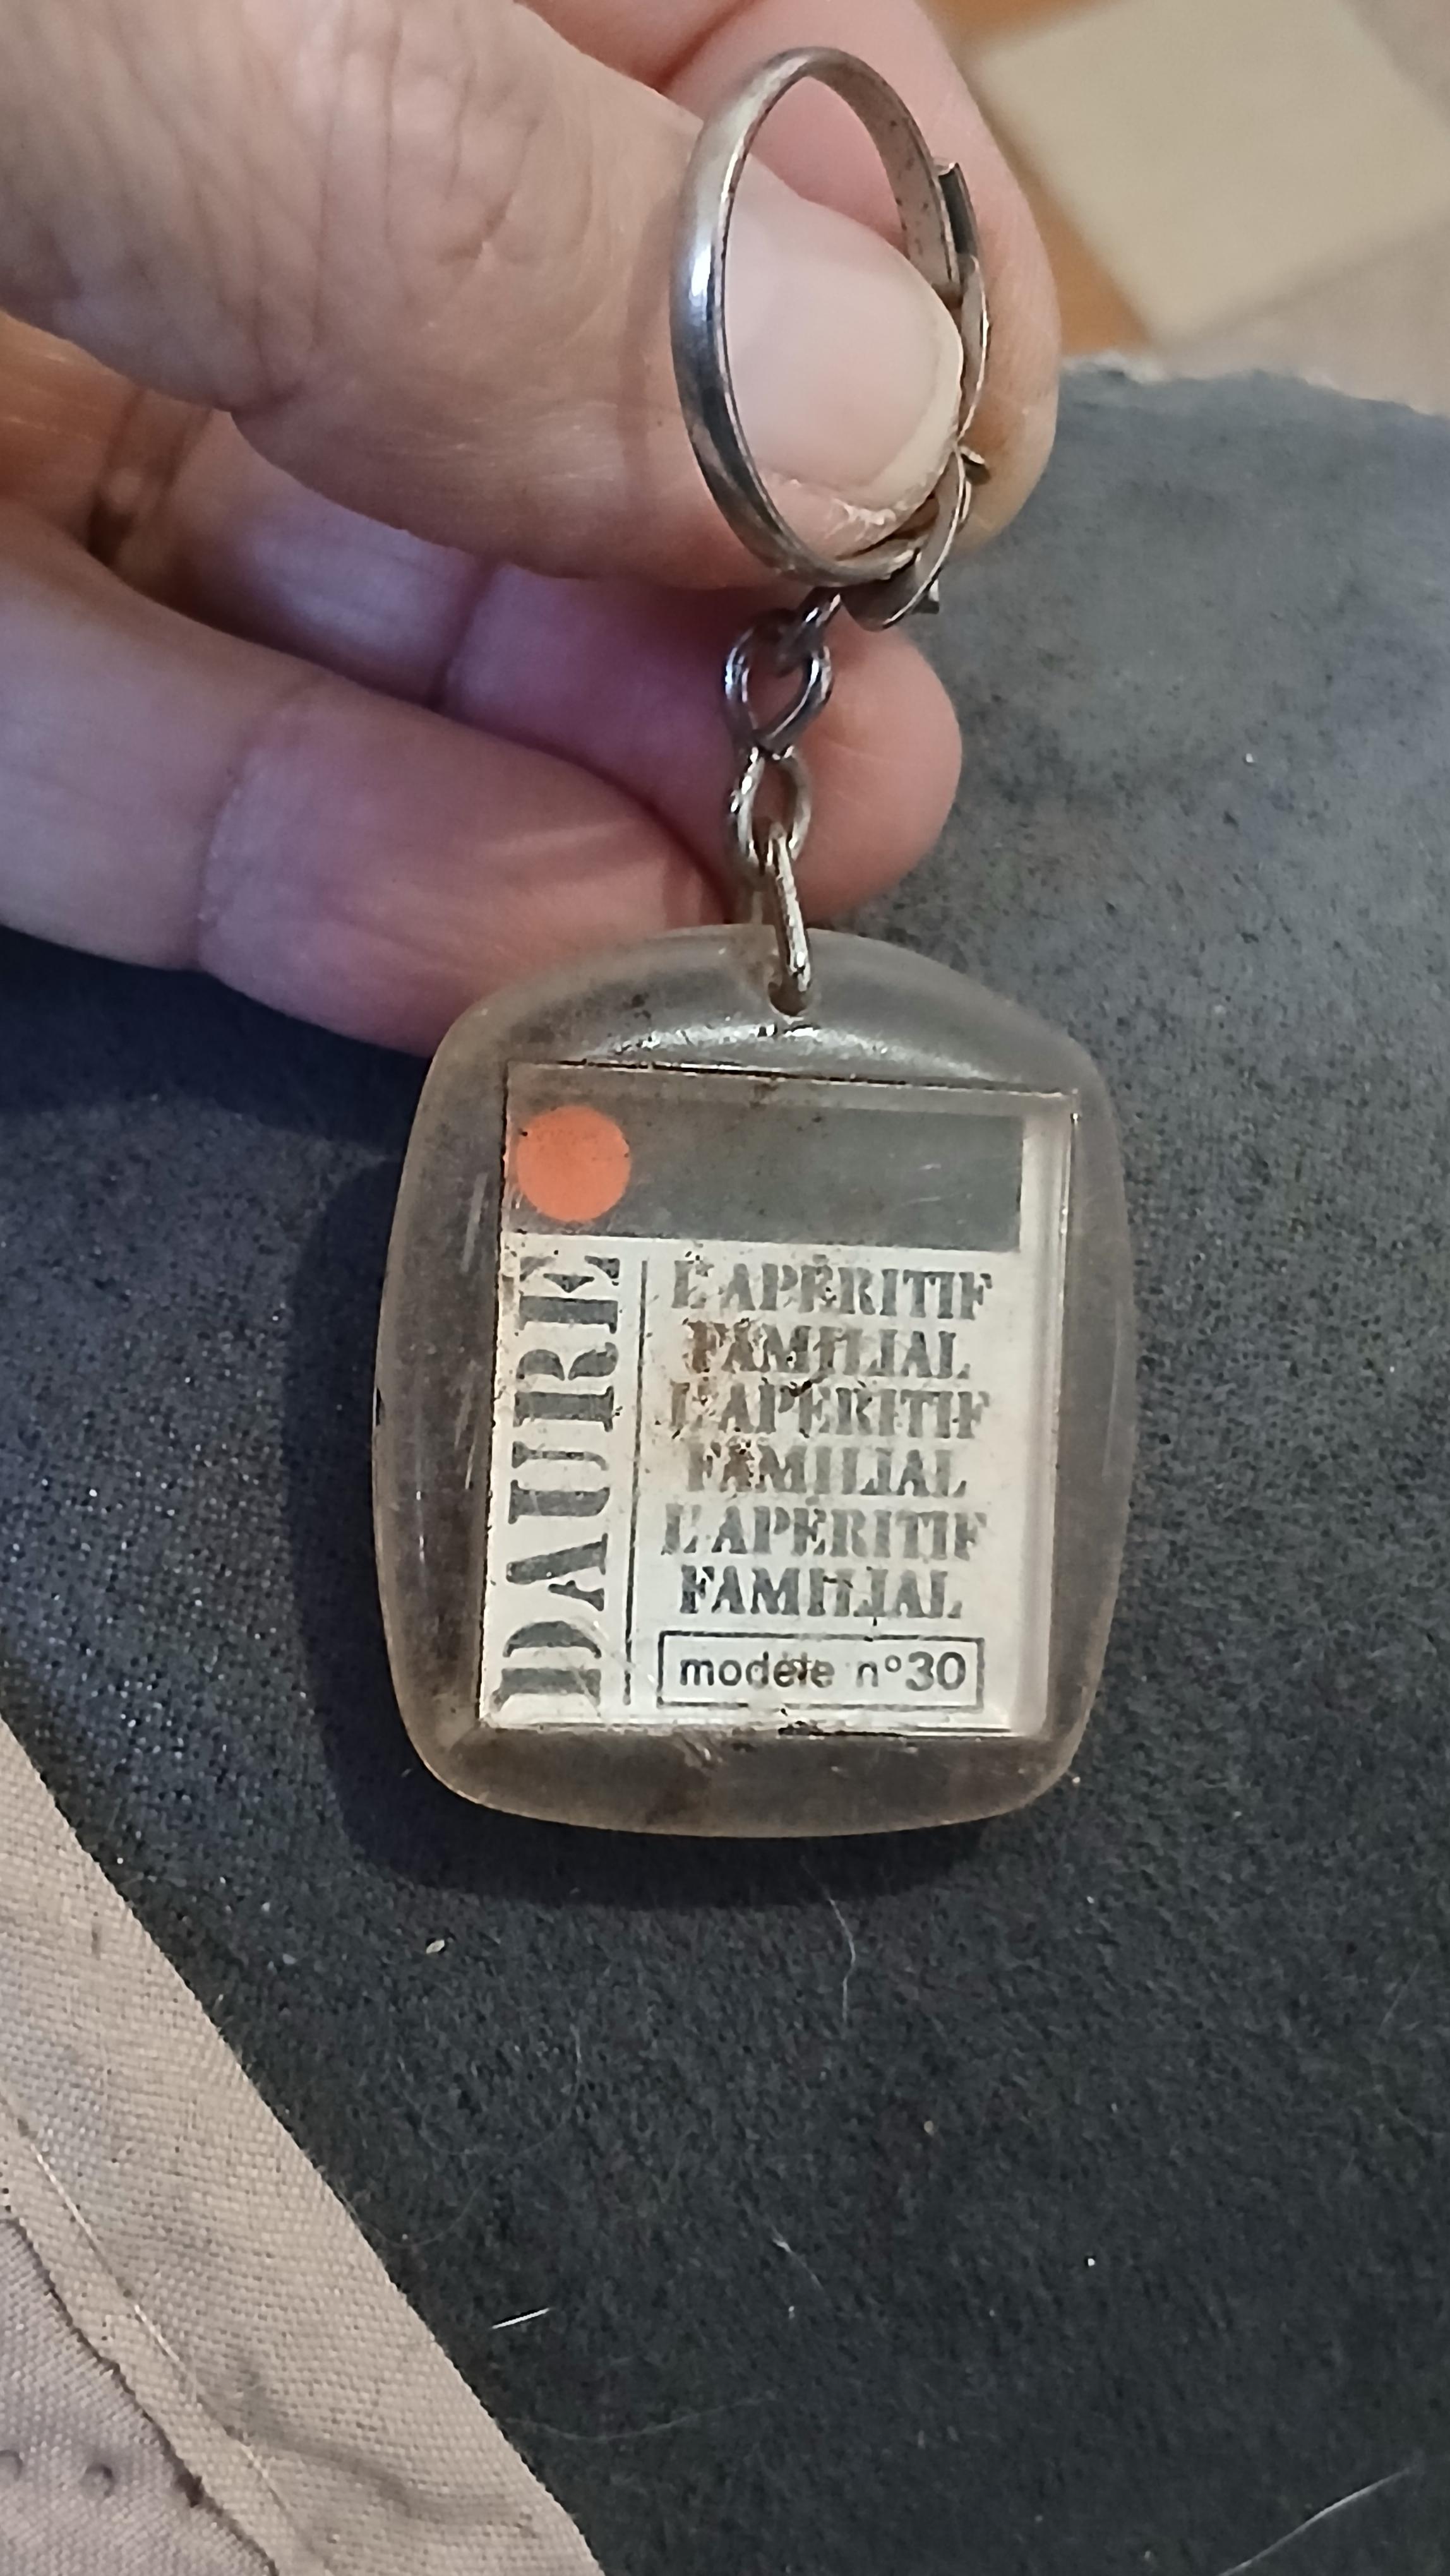 DAURE
L'APÉRITIF
FAMILIAL
L'APÉRITIF
FAMILIAL
L'APÉRITIF
FAMILIAL
modèle n°30